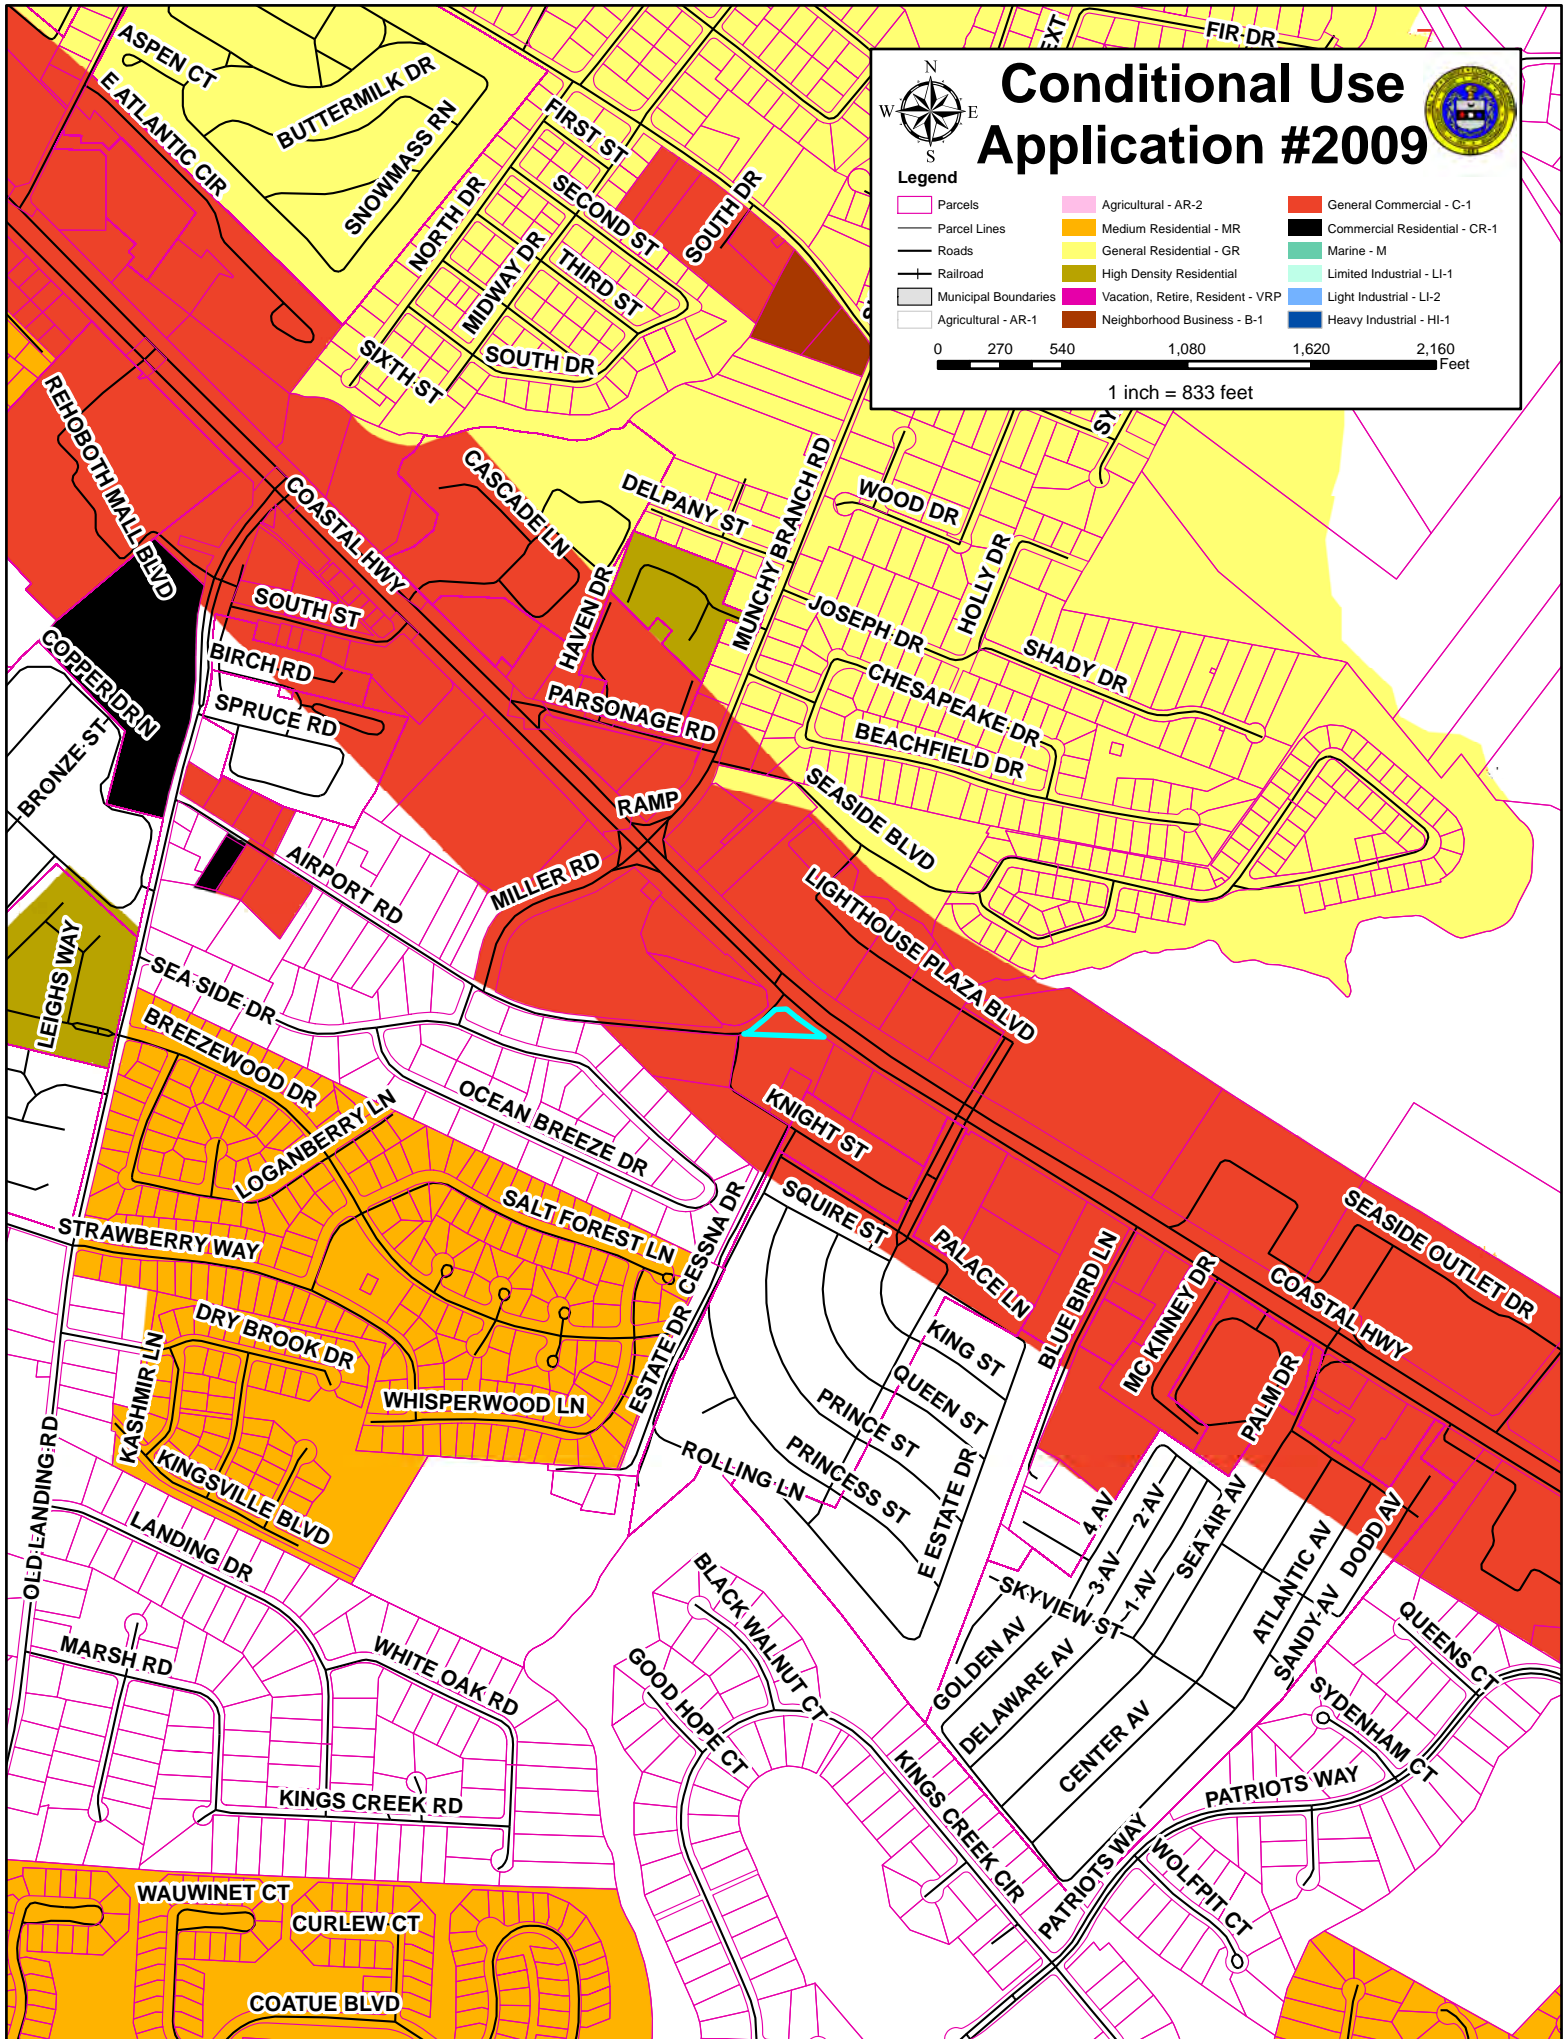 Conditional Use
Application #2009
N
W
E
S
Legend
Parcels
Parcel Lines
Roads
Railroad
Municipal Boundaries
Agricultural - AR-1
Agricultural - AR-2
Medium Residential - MR
General Residential - GR
High Density Residential
Vacation, Retire, Resident - VRP
Neighborhood Business - B-1
General Commercial - C-1
Commercial Residential - CR-1
Marine - M
Limited Industrial - LI-1
Light Industrial - LI-2
Heavy Industrial - HI-1
0 270 540 1,080 1,620 2,160
Feet
1 inch = 833 feet
FIR DR
EXT
ASPEN CT
BUTTERMILK DR
E ATLANTIC CIR
SNOWMASS RN
FIRST ST
SECOND ST
SOUTH DR
NORTH DR
MIDWAY DR
THIRD ST
SOUTH DR
SIXTH ST
REHOBOTH MALL BLVD
COASTAL HWY
CASCADE LN
DELPANY ST
MUNCHY BRANCH RD
WOOD DR
SY
HOLLY DR
SOUTH ST
HAVEN DR
JOSEPH DR
SHADY DR
BIRCH RD
COPPER DR N
SPRUCE RD
PARSONAGE RD
CHESAPEAKE DR
BEACHFIELD DR
BRONZE ST
RAMP
SEASIDE BLVD
AIRPORT RD
MILLER RD
LIGHTHOUSE PLAZA BLVD
LEIGHS WAY
SEA SIDE DR
BREEZEWOOD DR
OCEAN BREEZE DR
KNIGHT ST
LOGANBERRY LN
SALT FOREST LN
CESSNA DR
SQUIRE ST
PALACE LN
STRAWBERRY WAY
BLUE BIRD LN
MC KINNEY DR
SEASIDE OUTLET DR
COASTAL HWY
DRY BROOK DR
ESTATE DR
KING ST
QUEEN ST
PALM DR
KASHMIR LN
WHISPERWOOD LN
PRINCE ST
PRINCESS ST
ROLLING LN
E ESTATE DR
OLD LANDING RD
KINGSVILLE BLVD
4 AV
2 AV
3 AV
1 AV
SEA AIR AV
ATLANTIC AV
DODD AV
SANDY AV
LANDING DR
SKYVIEW ST
BLACK WALNUT CT
QUEENS CT
MARSH RD
WHITE OAK RD
GOOD HOPE CT
GOLDEN AV
DELAWARE AV
CENTER AV
SYDENHAM CT
PATRIOTS WAY
KINGS CREEK RD
KINGS CREEK CIR
PATRIOTS WAY
WOLFPIT CT
WAUWINET CT
CURLEW CT
COATUE BLVD